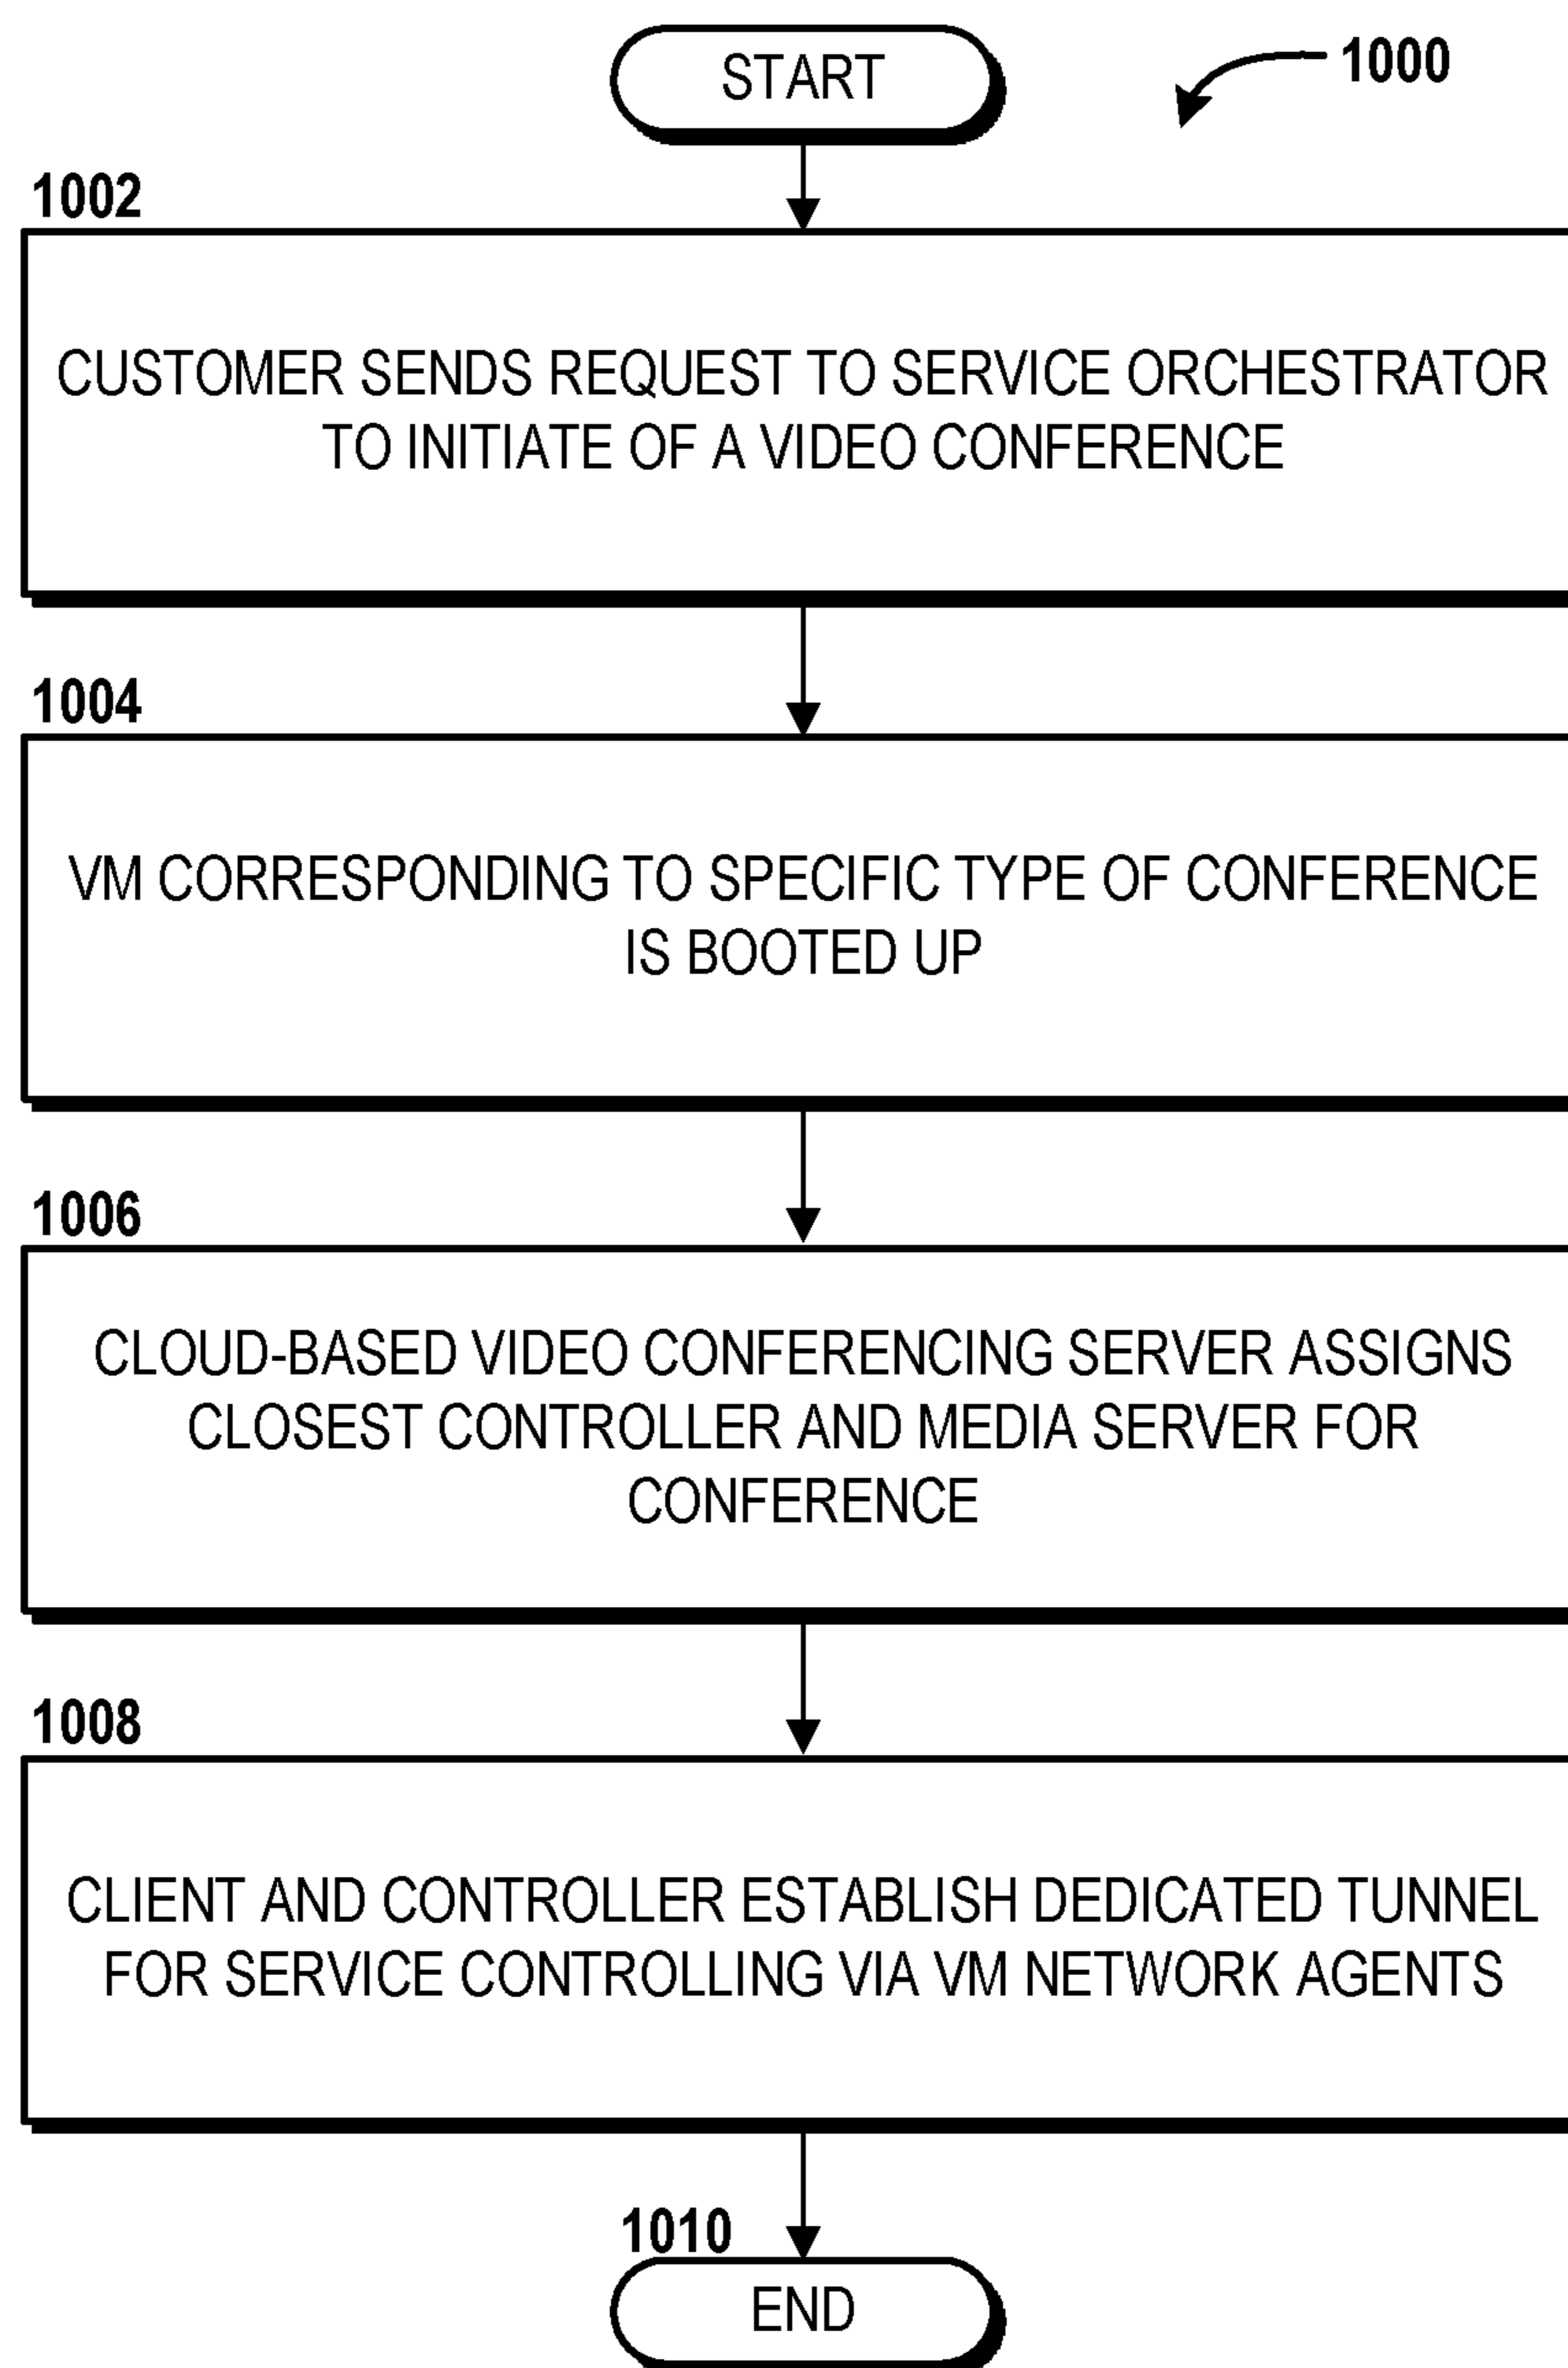 START
1000
1002
CUSTOMER SENDS REQUEST TO SERVICE ORCHESTRATOR
TO INITIATE OF A VIDEO CONFERENCE
1004
VM CORRESPONDING TO SPECIFIC TYPE OF CONFERENCE
IS BOOTED UP
1006
CLOUD-BASED VIDEO CONFERENCING SERVER ASSIGNS
CLOSEST CONTROLLER AND MEDIA SERVER FOR
CONFERENCE
1008
CLIENT AND CONTROLLER ESTABLISH DEDICATED TUNNEL
FOR SERVICE CONTROLLING VIA VM NETWORK AGENTS
1010
END